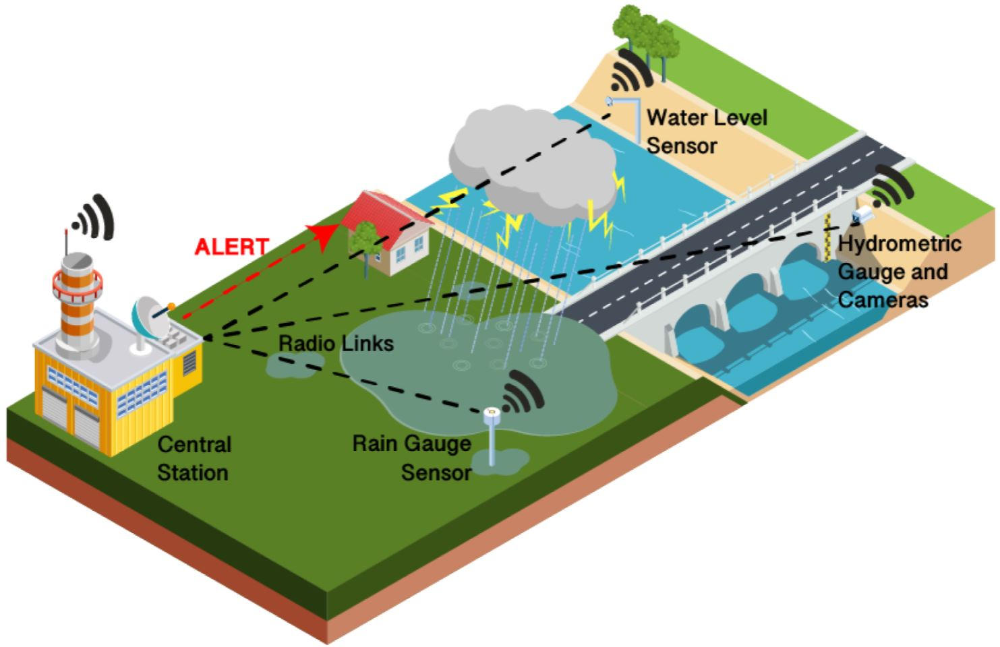 Water Level
Sensor
ALERT
Hydrometric
Gauge and
Cameras
Radio Links
Central
Station
Rain Gauge
Sensor